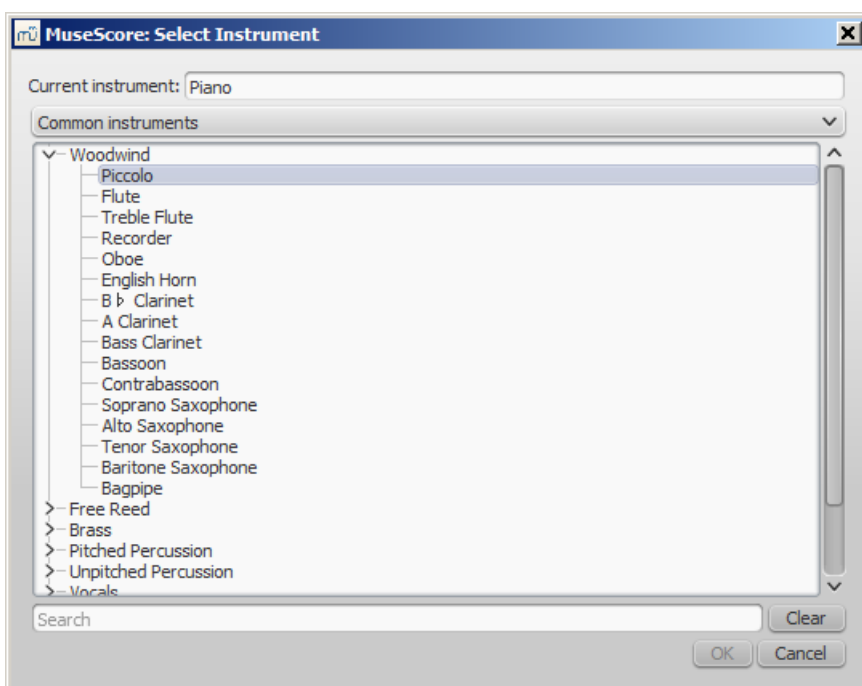 mǖ MuseScore: Select Instrument
Current instrument: Piano
Common instruments
Woodwind
Piccolo
Flute
Treble Flute
Recorder
Oboe
English Horn
B♭ Clarinet
A Clarinet
Bass Clarinet
Bassoon
Contrabassoon
Soprano Saxophone
Alto Saxophone
Tenor Saxophone
Baritone Saxophone
Bagpipe
Free Reed
Brass
Pitched Percussion
Unpitched Percussion
Vocals
Search Clear
OK Cancel